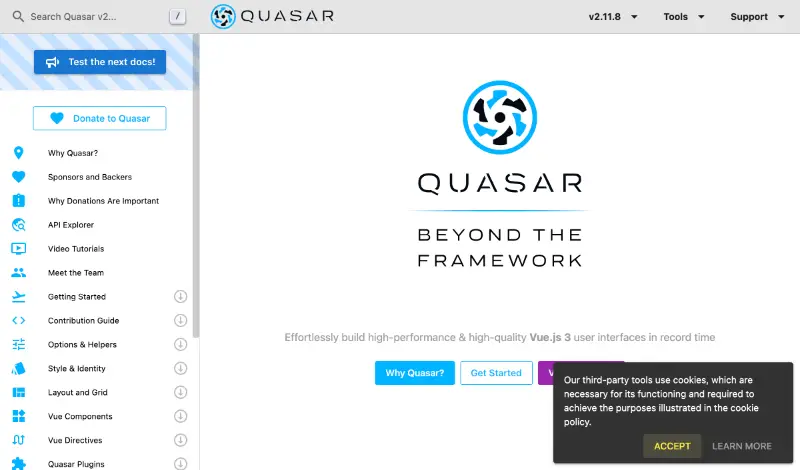 Search Quasar v2...
/
QUASAR
v2.11.8
Tools
Support
Test the next docs!
Donate to Quasar
Why Quasar?
Sponsors and Backers
Why Donations Are Important
API Explorer
Video Tutorials
Meet the Team
Getting Started
Contribution Guide
Options & Helpers
Style & Identity
Layout and Grid
Vue Components
Vue Directives
Quasar Plugins
QUASAR
BEYOND THE
FRAMEWORK
Effortlessly build high-performance & high-quality Vue.js 3 user interfaces in record time
Why Quasar?
Get Started
Our third-party tools use cookies, which are
necessary for its functioning and required to
achieve the purposes illustrated in the cookie
policy.
ACCEPT
LEARN MORE